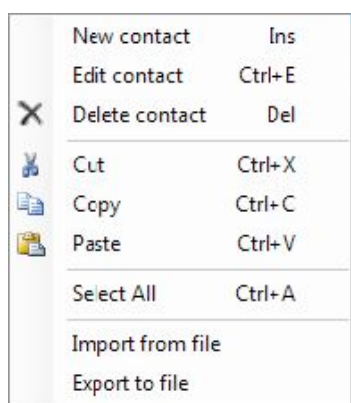 New contact Ins
Edit contact Ctrl+E
Delete contact Del
Cut Ctrl+X
Copy Ctrl+C
Paste Ctrl+V
Select All Ctrl+A
Import from file
Export to file